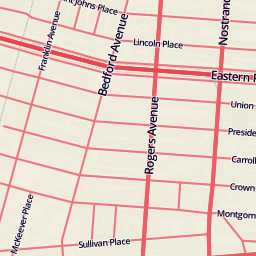 nt Johns Place
Nostrand
Bedford Avenue
Franklin Avenue
Lincoln Place
Eastern P
Union
Rogers Avenue
Preside
Carroll
Crown
Montgom
McKeever Place
Sullivan Place